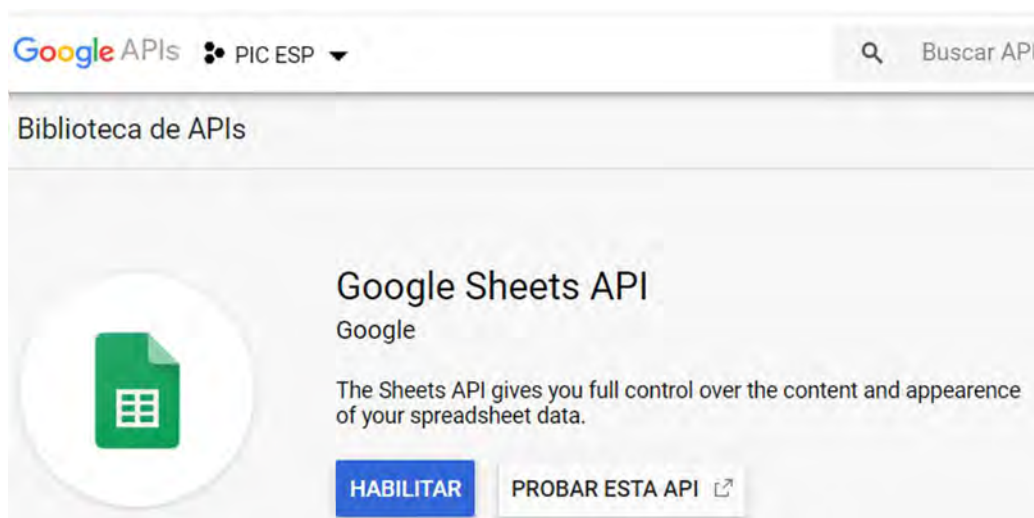 Google APIs PIC ESP Buscar API
Biblioteca de APIs
Google Sheets API
Google
The Sheets API gives you full control over the content and appearence
of your spreadsheet data.
HABILITAR PROBAR ESTA API